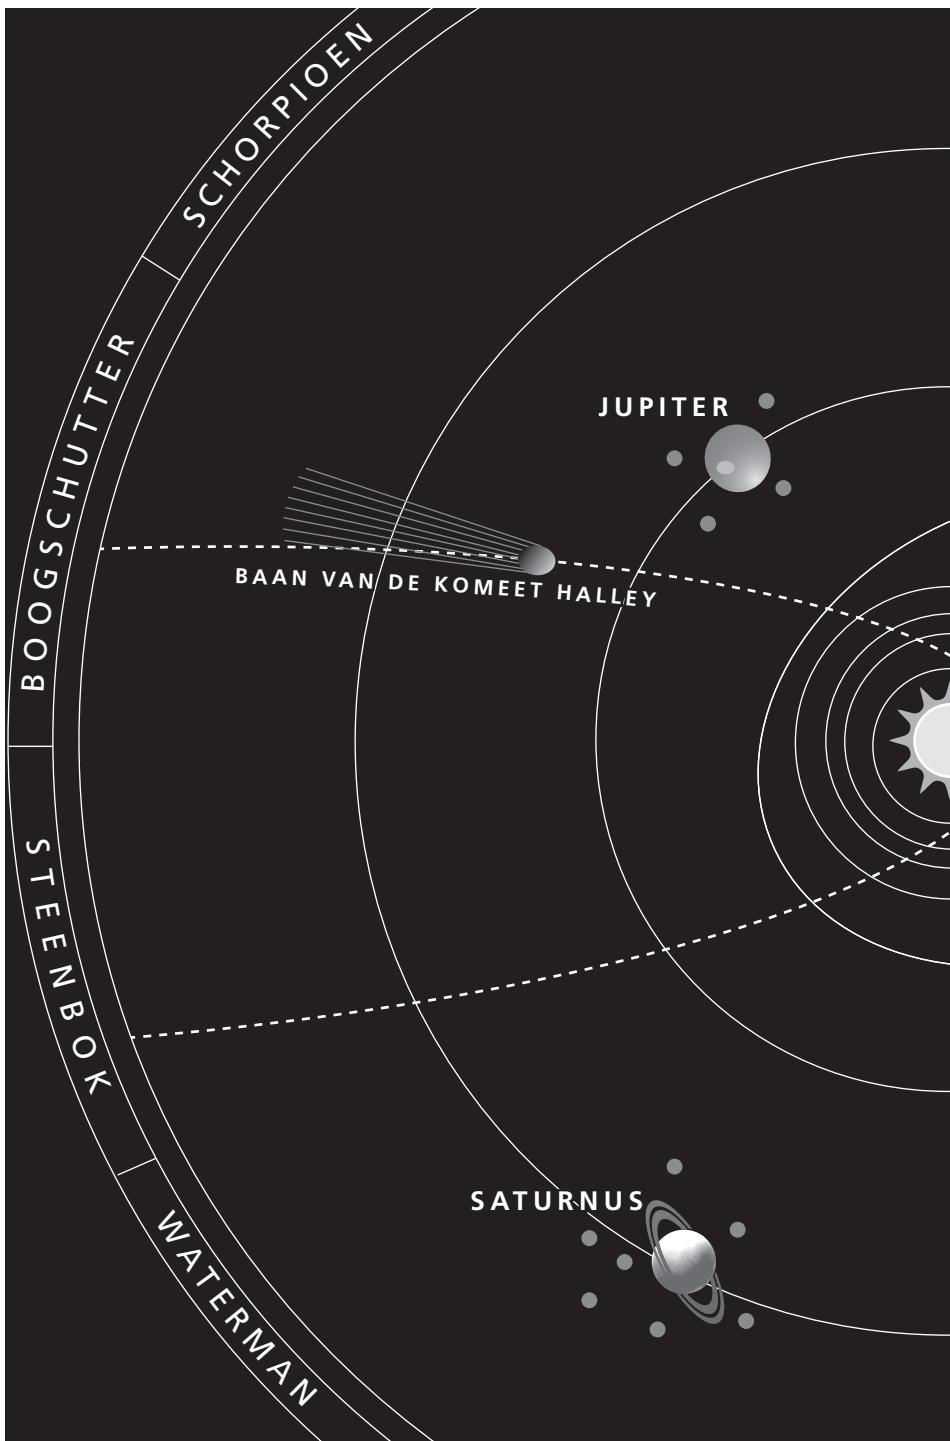 SCHORPIOEN
BOOGSCHUTTER
STEENBOK
WATERMAN
JUPITER
BAAN VAN DE KOMEET HALLEY
SATURNUS